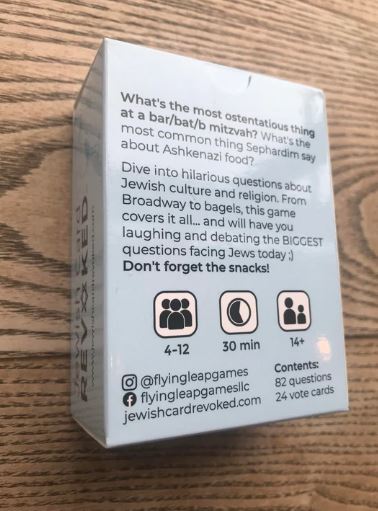 What's the most ostentatious thing
at a bar/bat/b mitzvah? What's the
most common thing Sephardim say
about Ashkenazi food?
Dive into hilarious questions about
Jewish culture and religion. From
Broadway to bagels, this game
covers it all... and will have you
laughing and debating the BIGGEST
questions facing Jews today ;)
Don't forget the snacks!
4-12
30 min
14+
@flyingleapgames
flyingleapgamesllc
jewishcardrevoked.com
Contents:
82 questions
24 vote cards
Jewish Card
REVOKED